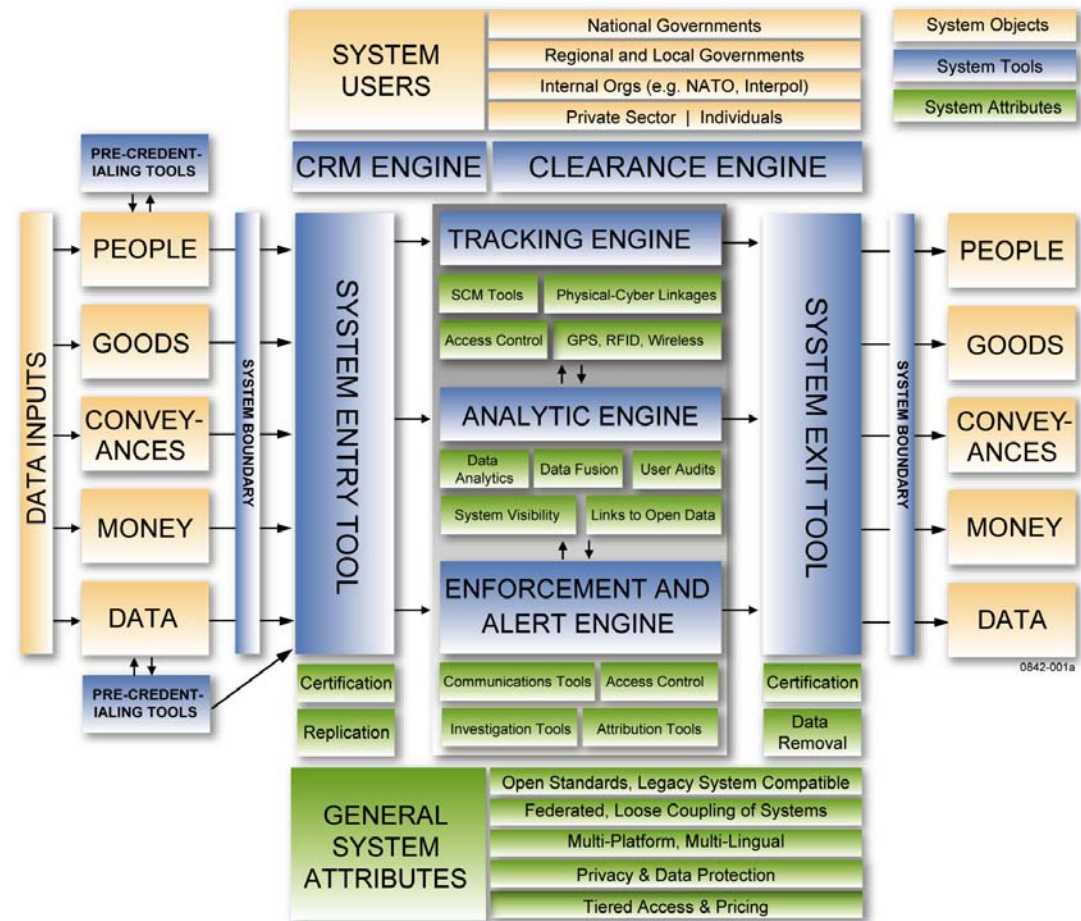 SYSTEM
USERS
National Governments
Regional and Local Governments
Internal Orgs (e.g. NATO, Interpol)
Private Sector | Individuals
System Objects
System Tools
System Attributes
PRE-CREDENT-
IALING TOOLS
CRM ENGINE
CLEARANCE ENGINE
DATA INPUTS
PEOPLE
GOODS
CONVEY-
ANCES
MONEY
DATA
PRE-CREDENT-
IALING TOOLS
SYSTEM BOUNDARY
SYSTEM ENTRY TOOL
Certification
Replication
TRACKING ENGINE
SCM Tools
Physical-Cyber Linkages
Access Control
GPS, RFID, Wireless
ANALYTIC ENGINE
Data
Analytics
Data Fusion
User Audits
System Visibility
Links to Open Data
ENFORCEMENT AND
ALERT ENGINE
Communications Tools
Access Control
Investigation Tools
Attribution Tools
SYSTEM EXIT TOOL
Certification
Data
Removal
SYSTEM BOUNDARY
PEOPLE
GOODS
CONVEY-
ANCES
MONEY
DATA
0842-001a
GENERAL
SYSTEM
ATTRIBUTES
Open Standards, Legacy System Compatible
Federated, Loose Coupling of Systems
Multi-Platform, Multi-Lingual
Privacy & Data Protection
Tiered Access & Pricing